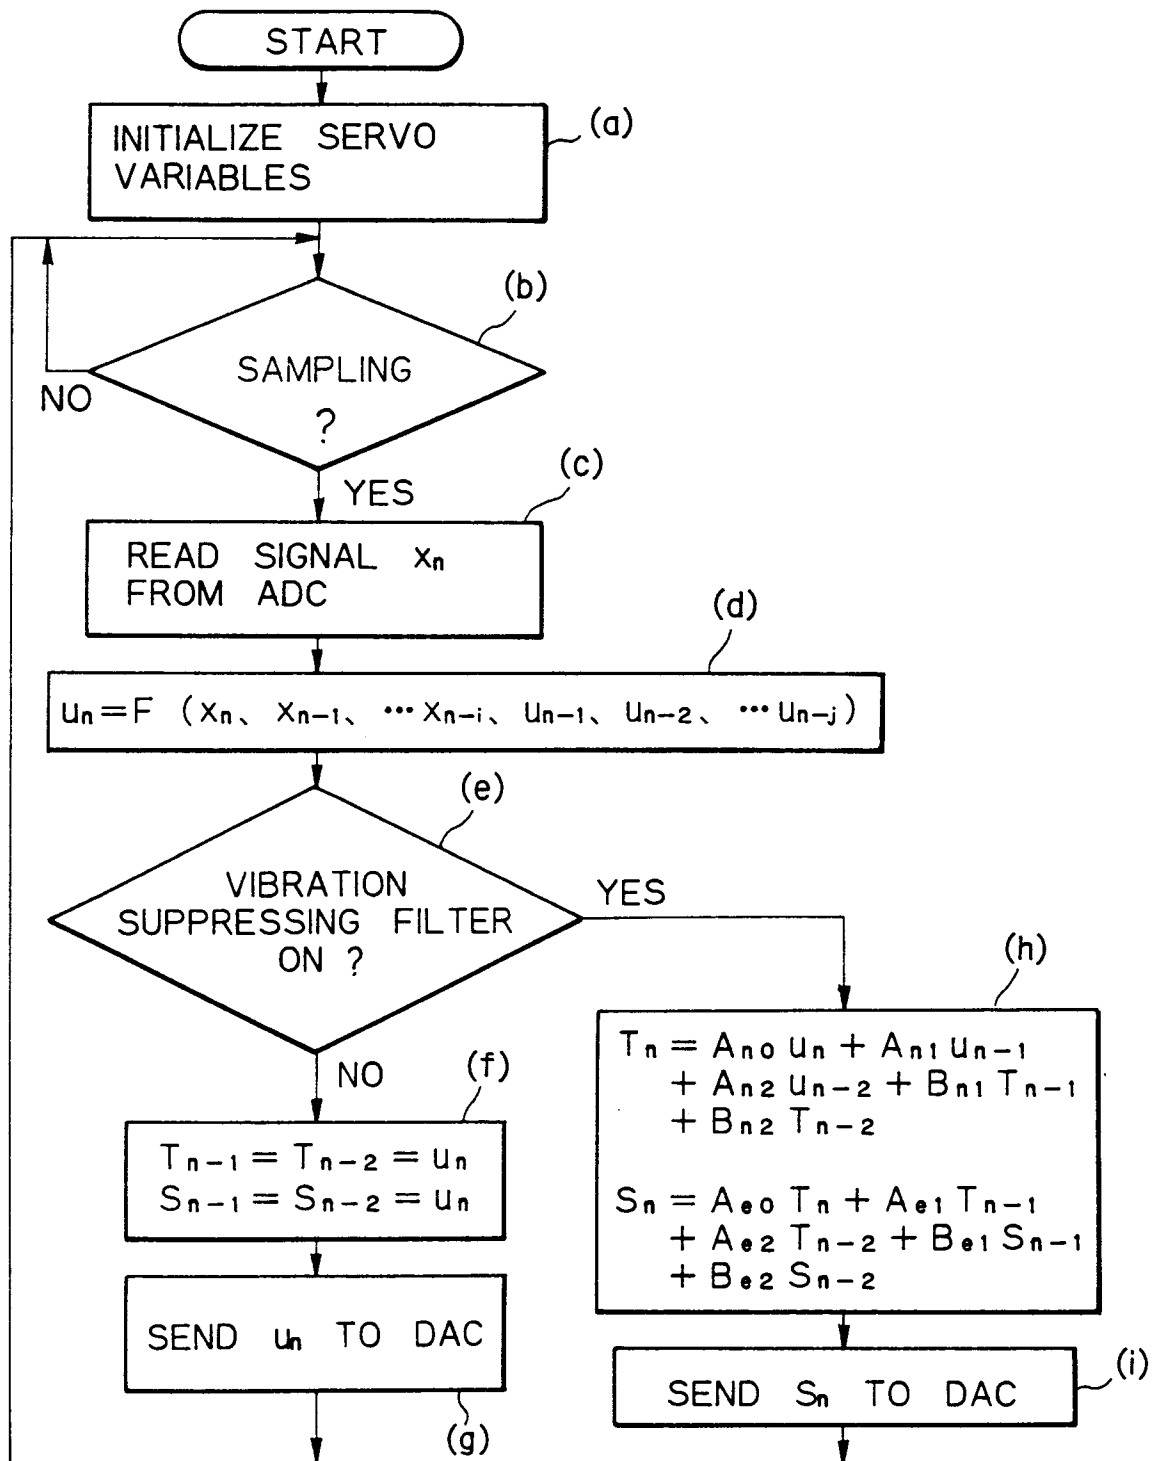 START
INITIALIZE SERVO
VARIABLES
(a)
(b)
SAMPLING
?
NO
YES
(c)
READ SIGNAL xₙ
FROM ADC
(d)
uₙ=F (xₙ、xₙ₋₁、⋯xₙ₋ᵢ、uₙ₋₁、uₙ₋₂、⋯uₙ₋ⱼ)
(e)
VIBRATION
SUPPRESSING FILTER
ON ?
YES
NO
(f)
Tₙ₋₁ = Tₙ₋₂ = uₙ
Sₙ₋₁ = Sₙ₋₂ = uₙ
SEND uₙ TO DAC
(g)
(h)
Tₙ = Aₙ₀ uₙ + Aₙ₁ uₙ₋₁
+ Aₙ₂ uₙ₋₂ + Bₙ₁ Tₙ₋₁
+ Bₙ₂ Tₙ₋₂
Sₙ = Aₑ₀ Tₙ + Aₑ₁ Tₙ₋₁
+ Aₑ₂ Tₙ₋₂ + Bₑ₁ Sₙ₋₁
+ Bₑ₂ Sₙ₋₂
SEND Sₙ TO DAC
(i)